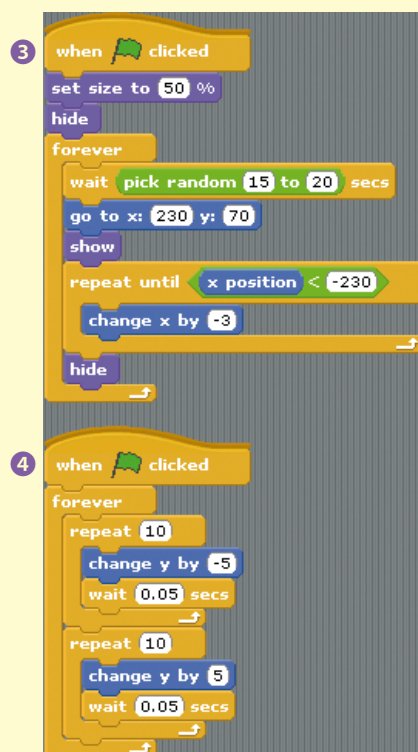 3
when clicked
set size to 50 %
hide
forever
wait pick random 15 to 20 secs
go to x: 230 y: 70
show
repeat until x position < -230
change x by -3
hide
4
when clicked
forever
repeat 10
change y by -5
wait 0.05 secs
repeat 10
change y by 5
wait 0.05 secs